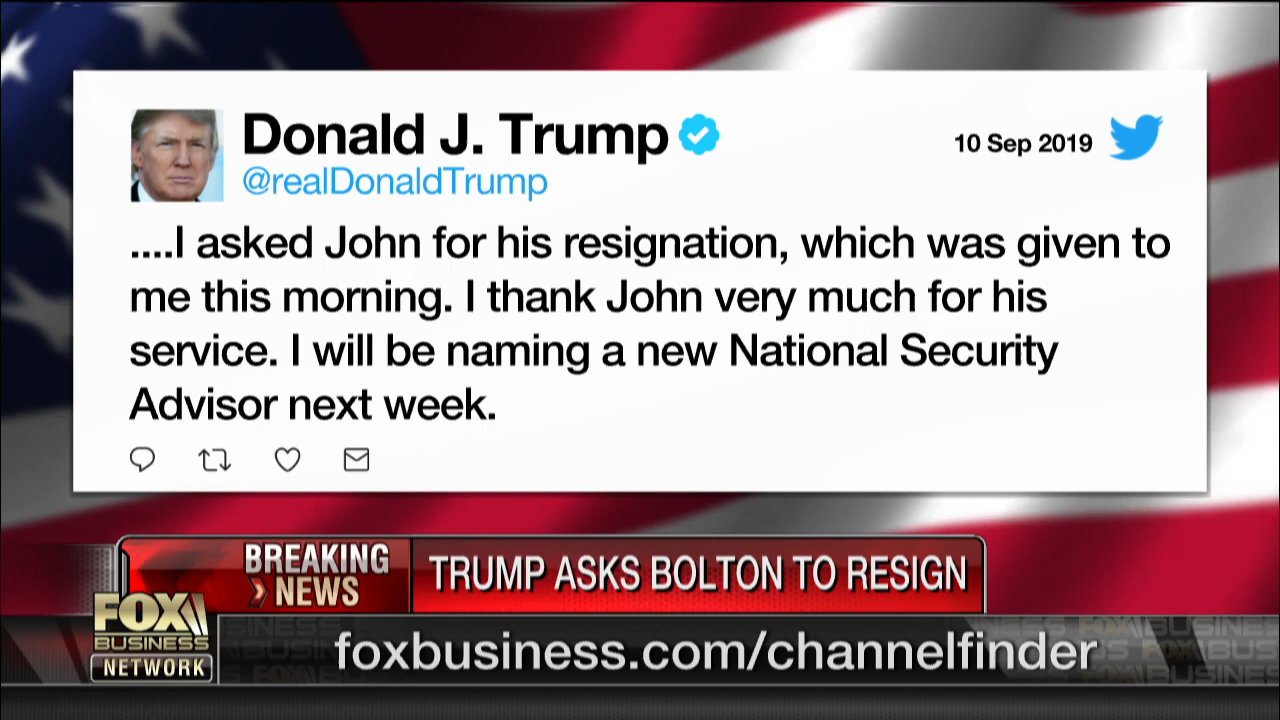 Donald J. Trump
@realDonaldTrump
10 Sep 2019
....I asked John for his resignation, which was given to
me this morning. I thank John very much for his
service. I will be naming a new National Security
Advisor next week.
BREAKING
NEWS
TRUMP ASKS BOLTON TO RESIGN
FOX
BUSINESS
NETWORK
foxbusiness.com/channelfinder